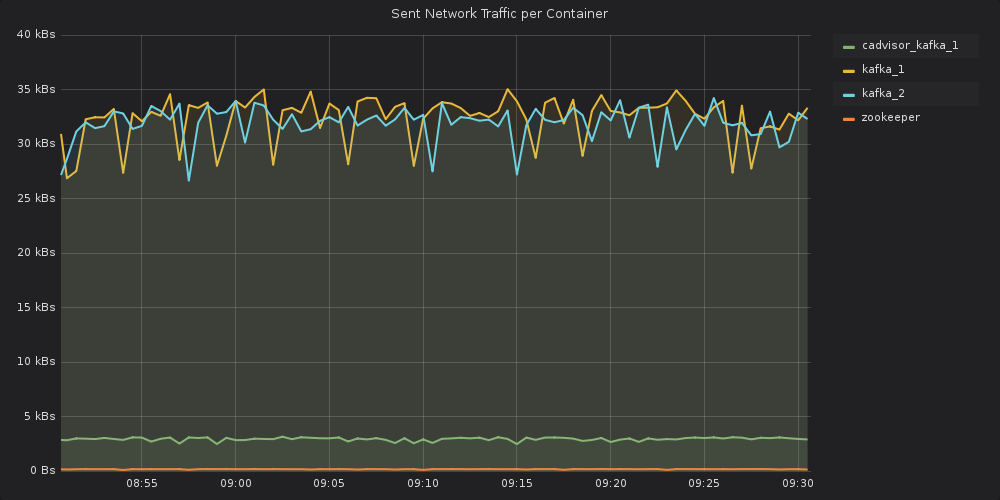 Sent Network Traffic per Container
40 kBs
35 kBs
30 kBs
25 kBs
20 kBs
15 kBs
10 kBs
5 kBs
0 Bs
08:55 09:00 09:05 09:10 09:15 09:20 09:25 09:30
cadvisor_kafka_1
kafka_1
kafka_2
zookeeper